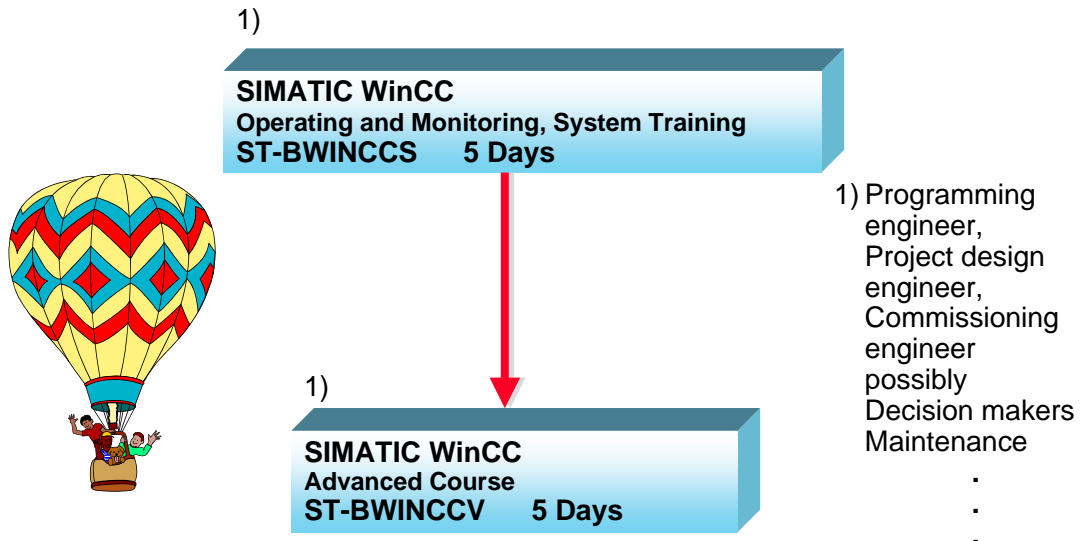 1)
SIMATIC WinCC
Operating and Monitoring, System Training
ST-BWINCCS 5 Days
1) Programming
engineer,
Project design
engineer,
Commissioning
engineer
possibly
Decision makers
Maintenance
.
.
.
1)
SIMATIC WinCC
Advanced Course
ST-BWINCCV 5 Days